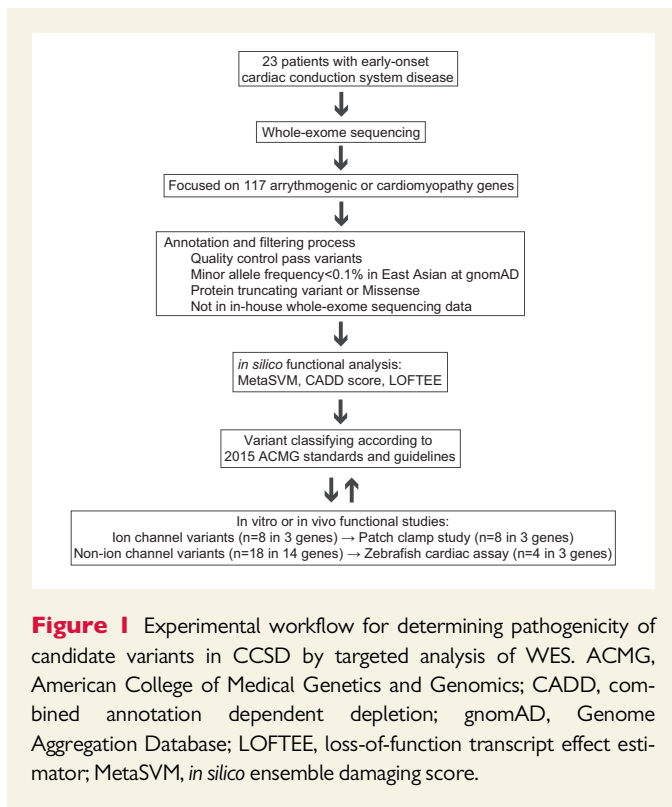 23 patients with early-onset
cardiac conduction system disease
Whole-exome sequencing
Focused on 117 arrythmogenic or cardiomyopathy genes
Annotation and filtering process
Quality control pass variants
Minor allele frequency<0.1% in East Asian at gnomAD
Protein truncating variant or Missense
Not in in-house whole-exome sequencing data
in silico functional analysis:
MetaSVM, CADD score, LOFTEE
Variant classifying according to
2015 ACMG standards and guidelines
In vitro or in vivo functional studies:
Ion channel variants (n=8 in 3 genes) → Patch clamp study (n=8 in 3 genes)
Non-ion channel variants (n=18 in 14 genes) → Zebrafish cardiac assay (n=4 in 3 genes)
Figure 1 Experimental workflow for determining pathogenicity of
candidate variants in CCSD by targeted analysis of WES. ACMG,
American College of Medical Genetics and Genomics; CADD, com-
bined annotation dependent depletion; gnomAD, Genome
Aggregation Database; LOFTEE, loss-of-function transcript effect esti-
mator; MetaSVM, in silico ensemble damaging score.